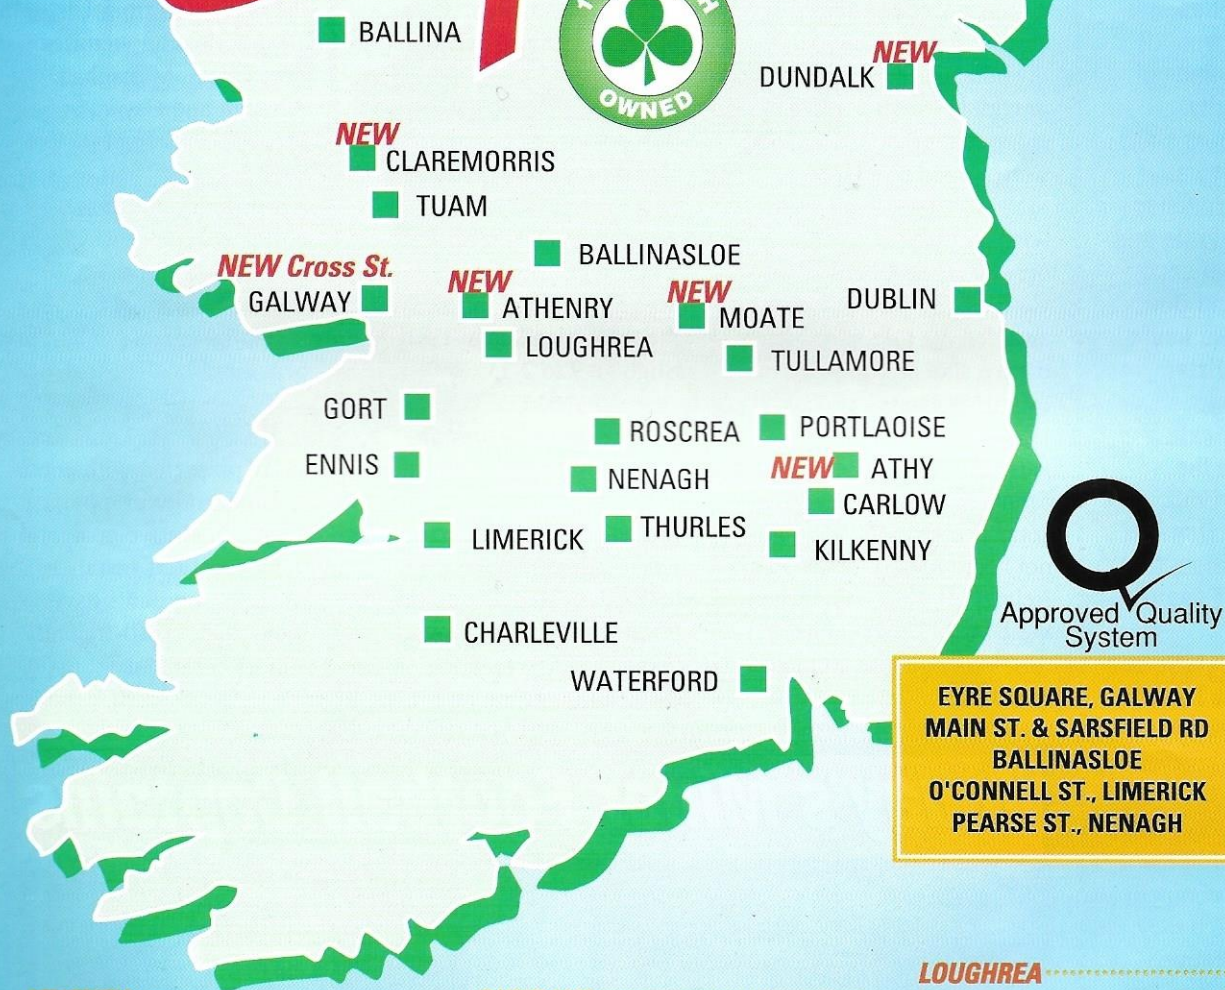 BALLINA
OWNED
NEW
DUNDALK
NEW
CLAREMORRIS
TUAM
BALLINASLOE
NEW Cross St.
GALWAY
NEW
ATHENRY
NEW
MOATE
DUBLIN
LOUGHREA
TULLAMORE
GORT
ROSCREA
PORTLAOISE
ENNIS
NEW
ATHY
NENAGH
CARLOW
LIMERICK
THURLES
KILKENNY
Approved Quality
System
CHARLEVILLE
WATERFORD
EYRE SQUARE, GALWAY
MAIN ST. & SARSFIELD RD
BALLINASLOE
O'CONNELL ST., LIMERICK
PEARSE ST., NENAGH
LOUGHREA